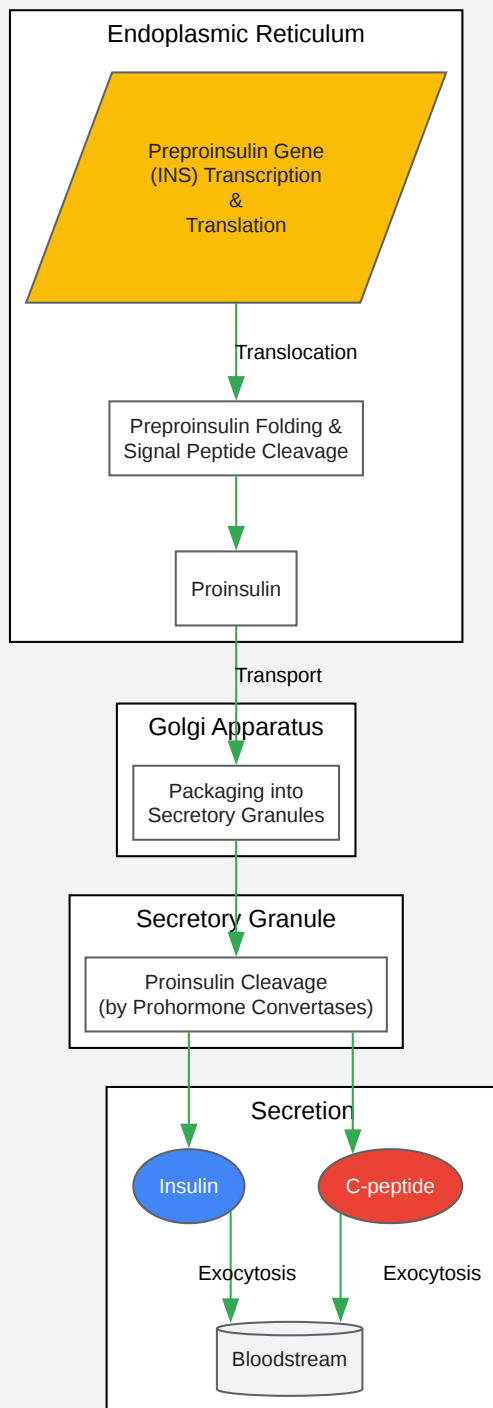 Endoplasmic Reticulum
Preproinsulin Gene
(INS) Transcription
&
Translation
Translocation
Preproinsulin Folding &
Signal Peptide Cleavage
Proinsulin
Transport
Golgi Apparatus
Packaging into
Secretory Granules
Secretory Granule
Proinsulin Cleavage
(by Prohormone Convertases)
Secretion
Insulin
C-peptide
Exocytosis
Exocytosis
Bloodstream